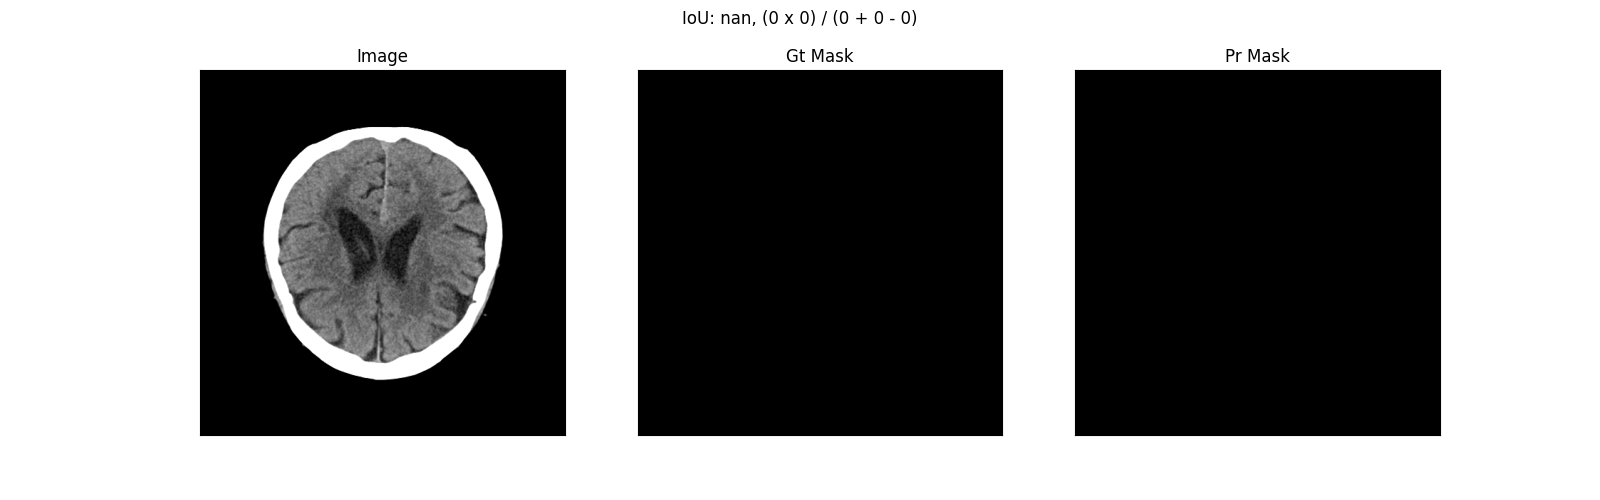 IoU: nan, (0 x 0) / (0 + 0 - 0)
Image
Gt Mask
Pr Mask